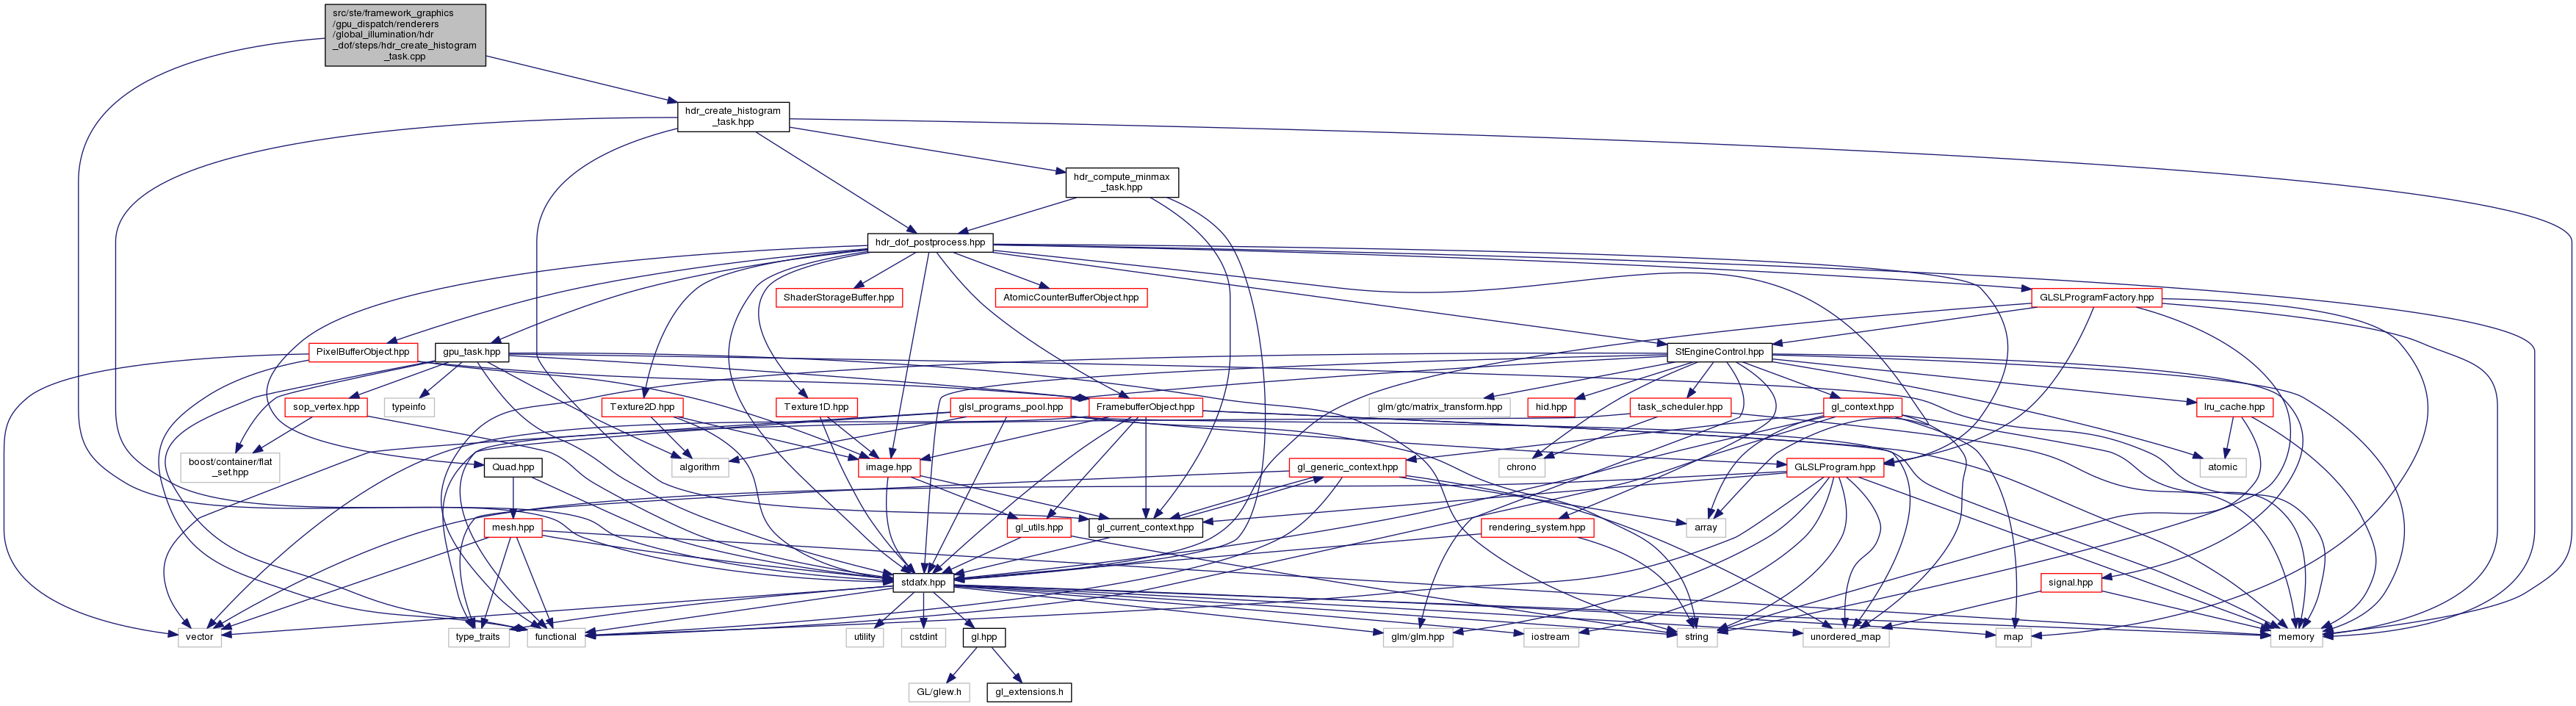 src/ste/framework_graphics
/gpu_dispatch/renderers
/global_illumination/hdr
_dof/steps/hdr_create_histogram
_task.cpp
hdr_create_histogram
_task.hpp
hdr_compute_minmax
_task.hpp
hdr_dof_postprocess.hpp
ShaderStorageBuffer.hpp
AtomicCounterBufferObject.hpp
GLSLProgramFactory.hpp
PixelBufferObject.hpp
gpu_task.hpp
StEngineControl.hpp
sop_vertex.hpp
typeinfo
Texture2D.hpp
Texture1D.hpp
glsl_programs_pool.hpp
FramebufferObject.hpp
glm/gtc/matrix_transform.hpp
hid.hpp
task_scheduler.hpp
gl_context.hpp
lru_cache.hpp
boost/container/flat
_set.hpp
Quad.hpp
algorithm
image.hpp
gl_generic_context.hpp
chrono
GLSLProgram.hpp
atomic
mesh.hpp
gl_utils.hpp
gl_current_context.hpp
rendering_system.hpp
array
stdafx.hpp
signal.hpp
vector
type_traits
functional
utility
cstdint
gl.hpp
glm/glm.hpp
iostream
string
unordered_map
map
memory
GL/glew.h
gl_extensions.h